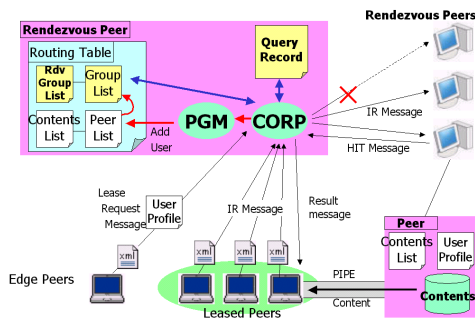 Rendezvous Peer
Rendezvous Peers
Routing Table
Rdv
Group
List
Group
List
Query
Record
Contents
List
Peer
List
PGM
CORP
Add
User
IR Message
HIT Message
Lease
Request
Message
User
Profile
IR Message
Result
message
xml
xml
xml
xml
Edge Peers
Leased Peers
Peer
Contents
List
User
Profile
PIPE
Content
Contents